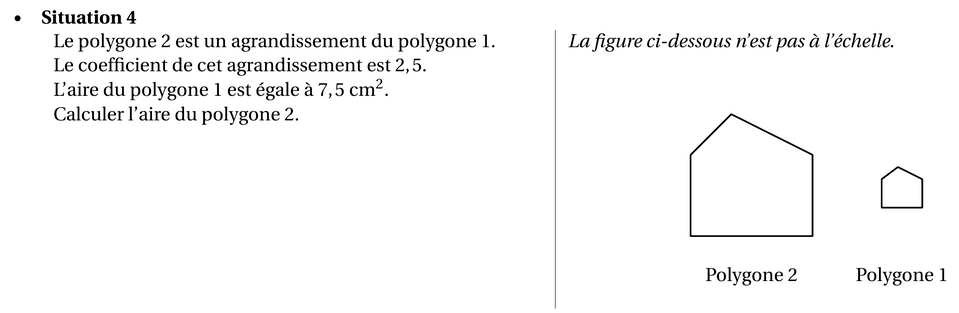 • Situation 4
Le polygone 2 est un agrandissement du polygone 1.
Le coefficient de cet agrandissement est 2,5.
L'aire du polygone 1 est égale à 7,5 cm².
Calculer l'aire du polygone 2.
La figure ci-dessous n'est pas à l'échelle.
Polygone 2
Polygone 1